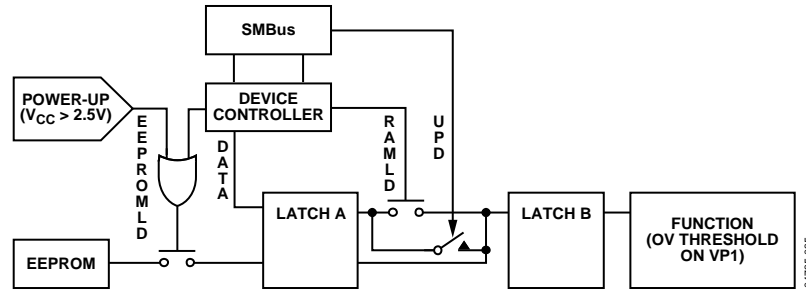 SMBus
POWER-UP
(VCC > 2.5V)
DEVICE
CONTROLLER
EEPROMLD
DATA
RAMLD
UPD
LATCH A
LATCH B
FUNCTION
(OV THRESHOLD
ON VP1)
EEPROM